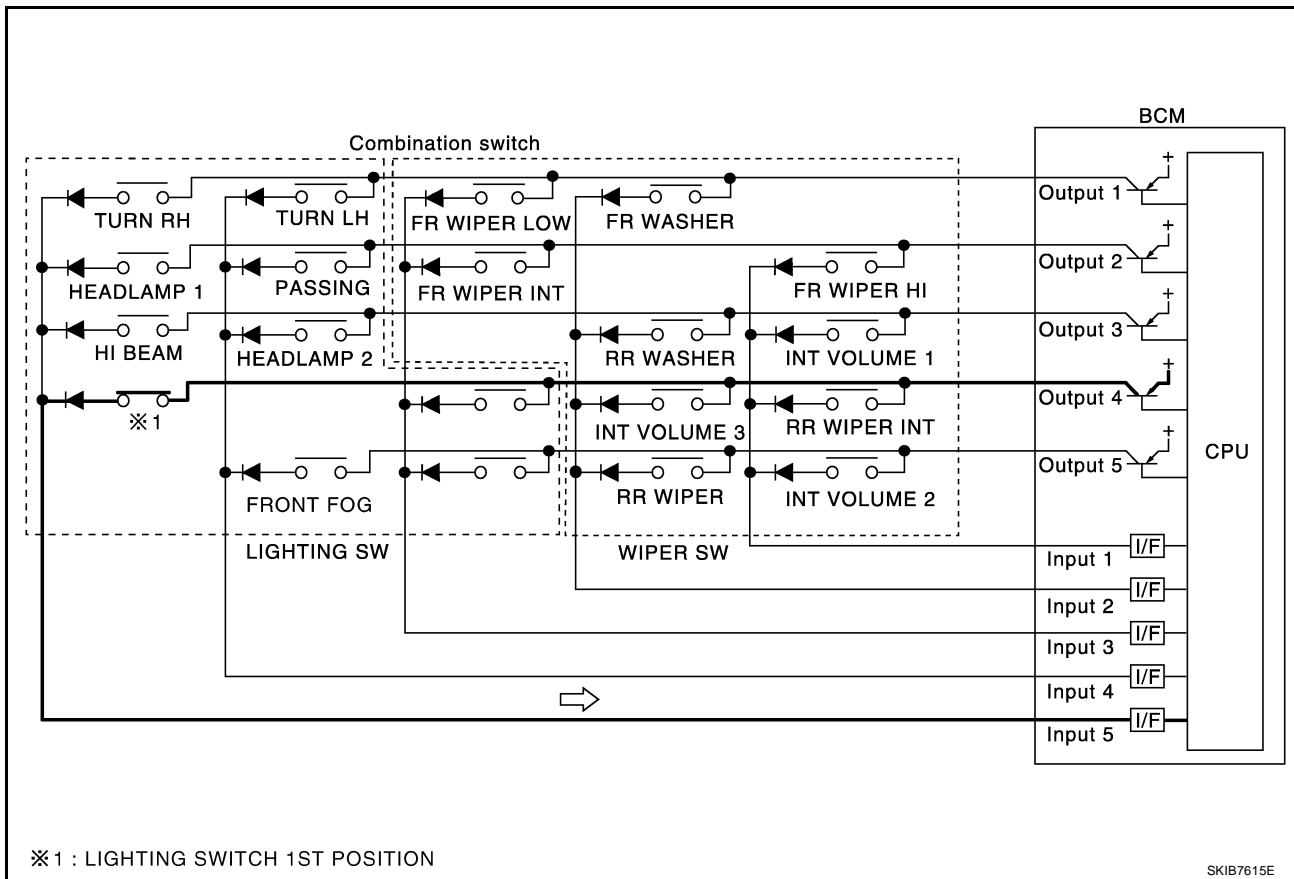 BCM
Combination switch
+
Output 1
TURN RH
TURN LH
FR WIPER LOW
FR WASHER
+
Output 2
HEADLAMP 1
PASSING
FR WIPER INT
FR WIPER HI
+
Output 3
HI BEAM
HEADLAMP 2
RR WASHER
INT VOLUME 1
+
Output 4
※1
INT VOLUME 3
RR WIPER INT
+
Output 5
CPU
FRONT FOG
RR WIPER
INT VOLUME 2
LIGHTING SW
WIPER SW
Input 1
I/F
Input 2
I/F
Input 3
I/F
Input 4
I/F
Input 5
I/F
※1 : LIGHTING SWITCH 1ST POSITION
SKIB7615E